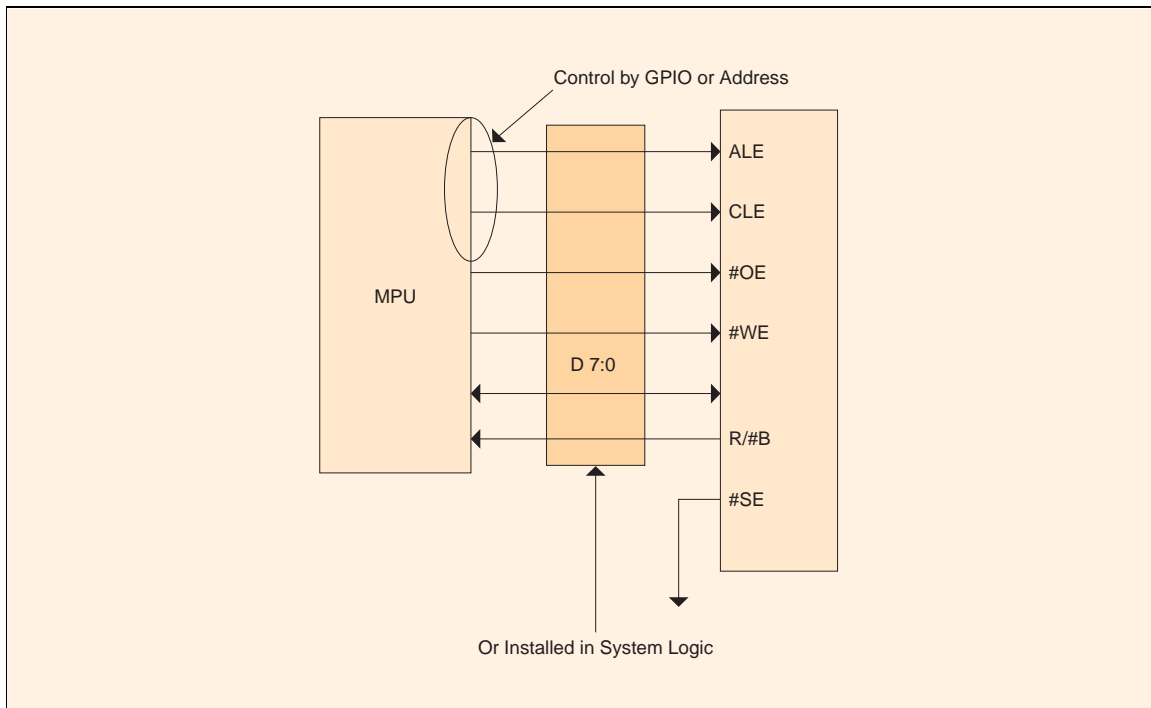 Control by GPIO or Address
ALE
CLE
#OE
MPU
#WE
D 7:0
R/#B
#SE
Or Installed in System Logic